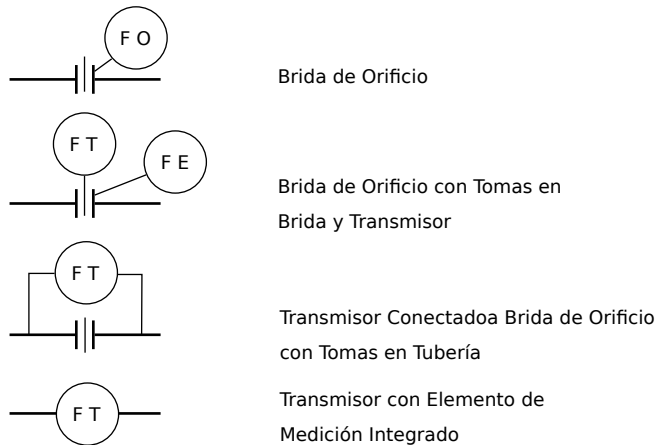 F O
Brida de Orificio
F T
F E
Brida de Orificio con Tomas en
Brida y Transmisor
F T
Transmisor Conectadoa Brida de Orificio
con Tomas en Tubería
F T
Transmisor con Elemento de
Medición Integrado